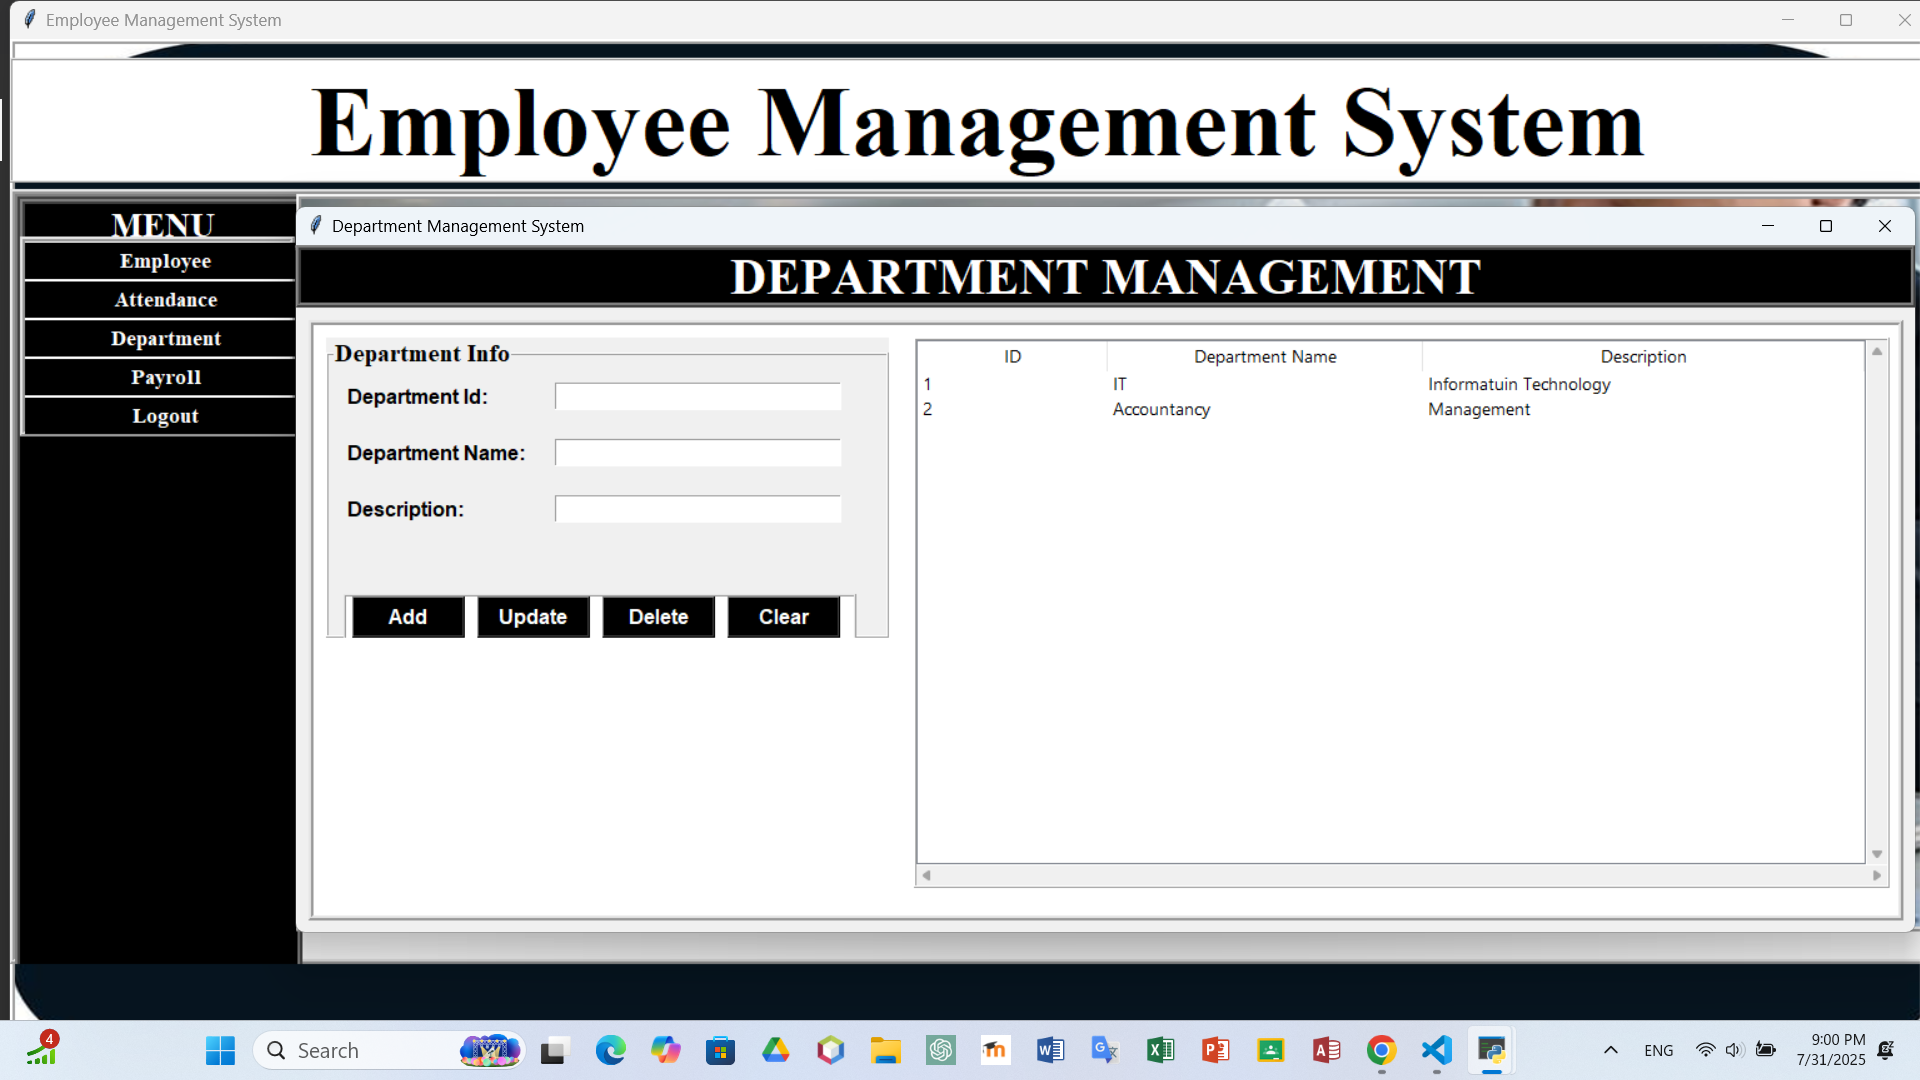 Employee Management System
Employee Management System
MENU
Employee
Attendance
Department
Payroll
Logout
Department Management System
DEPARTMENT MANAGEMENT
Department Info
Department Id:
Department Name:
Description:
Add Update Delete Clear
ID Department Name Description
1 IT Informatuin Technology
2 Accountancy Management
4
Search
ENG
9:00 PM
7/31/2025